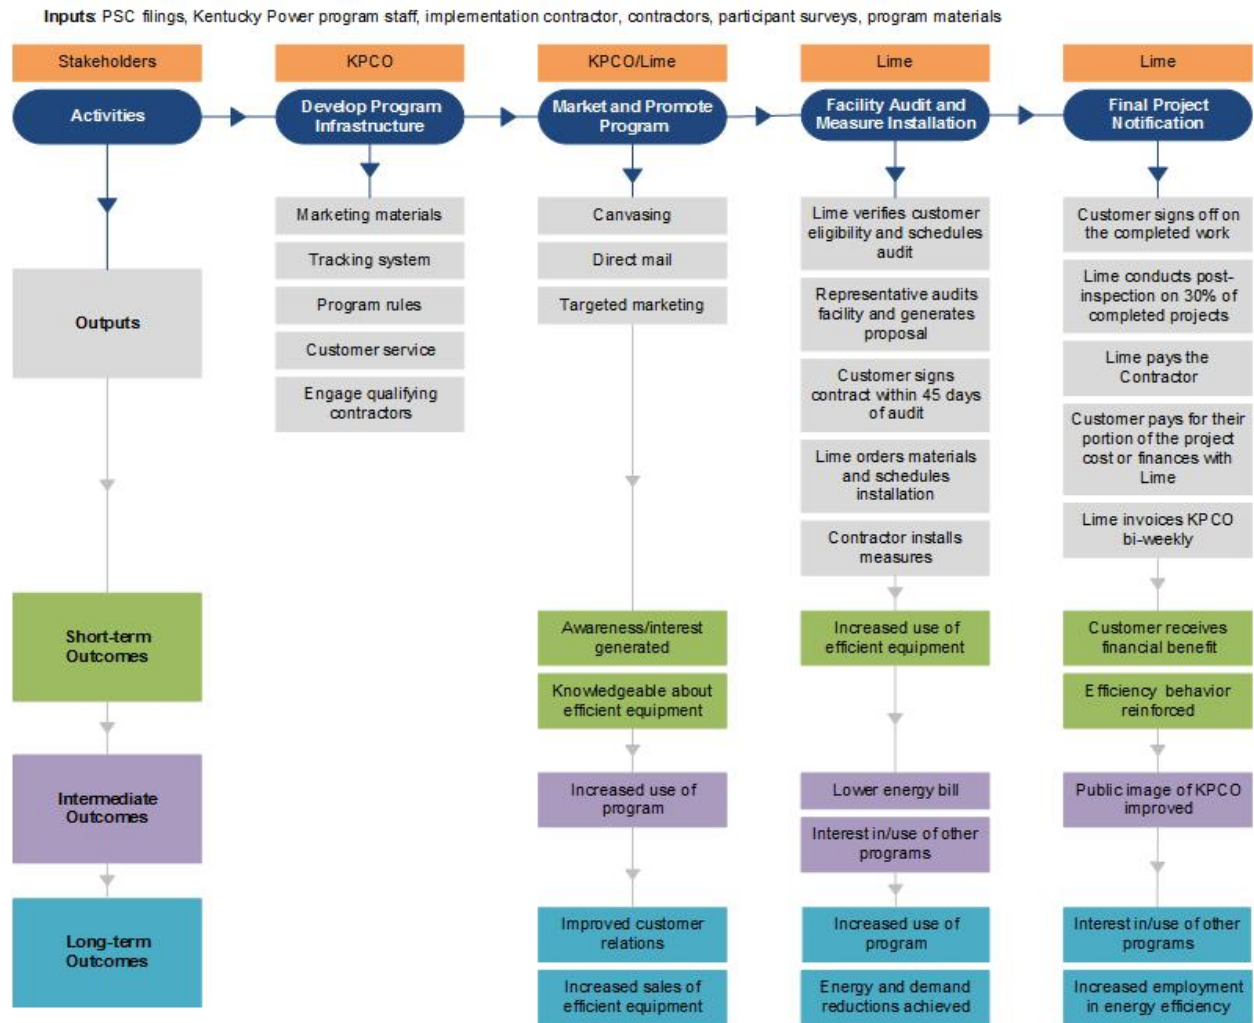 Inputs: PSC filings, Kentucky Power program staff, implementation contractor, contractors, participant surveys, program materials
Stakeholders
KPCO
KPCO/Lime
Lime
Lime
Activities
Develop Program
Infrastructure
Market and Promote
Program
Facility Audit and
Measure Installation
Final Project
Notification
Outputs
Marketing materials
Tracking system
Program rules
Customer service
Engage qualifying
contractors
Canvasing
Direct mail
Targeted marketing
Lime verifies customer
eligibility and schedules
audit
Representative audits
facility and generates
proposal
Customer signs
contract within 45 days
of audit
Lime orders materials
and schedules
installation
Contractor installs
measures
Customer signs off on
the completed work
Lime conducts post-
inspection on 30% of
completed projects
Lime pays the
Contractor
Customer pays for their
portion of the project
cost or finances with
Lime
Lime invoices KPCO
bi-weekly
Short-term
Outcomes
Awareness/interest
generated
Knowledgeable about
efficient equipment
Increased use of
efficient equipment
Customer receives
financial benefit
Efficiency behavior
reinforced
Intermediate
Outcomes
Increased use of
program
Lower energy bill
Interest in/use of other
programs
Public image of KPCO
improved
Long-term
Outcomes
Improved customer
relations
Increased sales of
efficient equipment
Increased use of
program
Energy and demand
reductions achieved
Interest in/use of other
programs
Increased employment
in energy efficiency